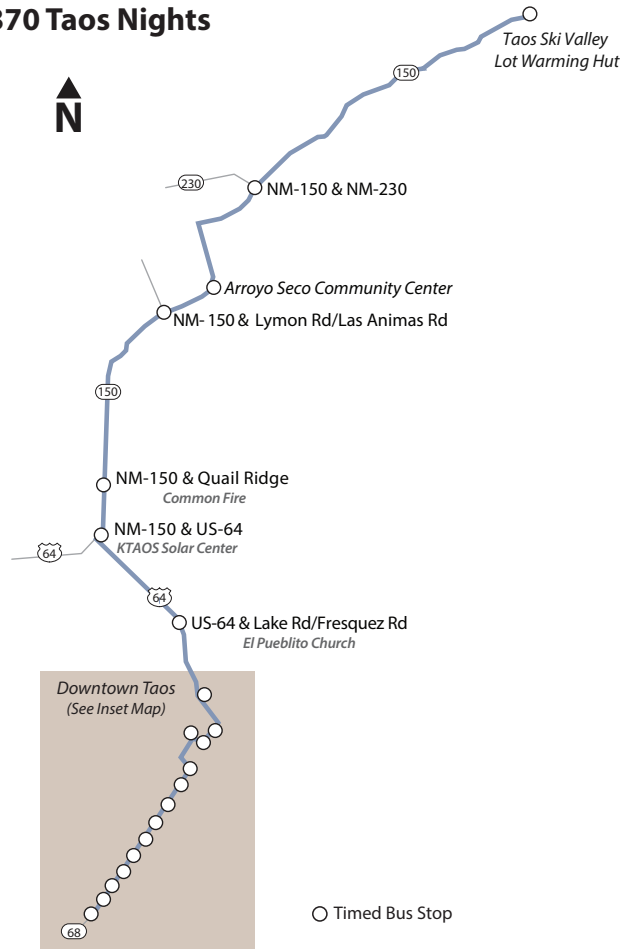 370 Taos Nights
Taos Ski Valley
Lot Warming Hut
150
N
230
NM-150 & NM-230
Arroyo Seco Community Center
NM-150 & Lymon Rd/Las Animas Rd
150
NM-150 & Quail Ridge
Common Fire
NM-150 & US-64
KTAOS Solar Center
64
64
US-64 & Lake Rd/Fresquez Rd
El Pueblito Church
Downtown Taos
(See Inset Map)
Timed Bus Stop
68